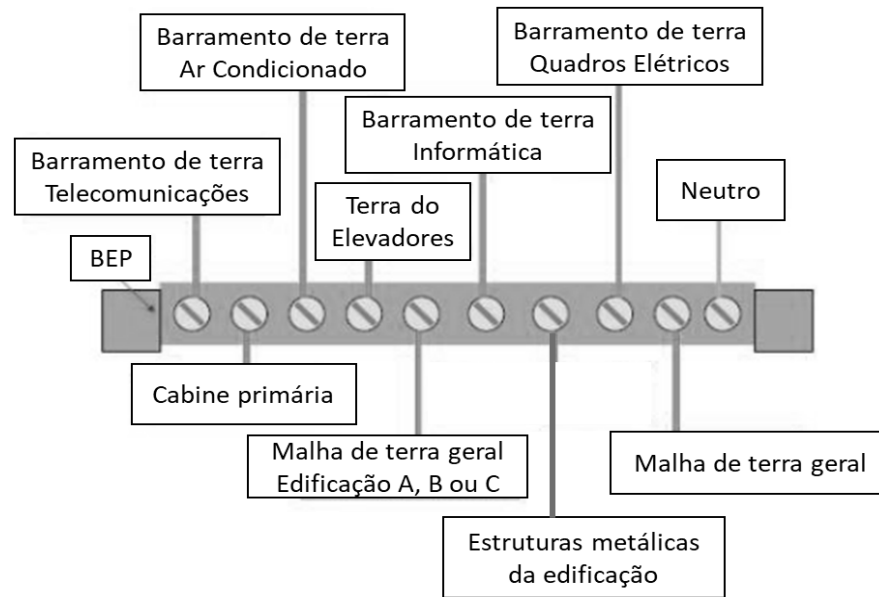 Barramento de terra
Ar Condicionado
Barramento de terra
Quadros Elétricos
Barramento de terra
Informática
Barramento de terra
Telecomunicações
Terra do
Elevadores
Neutro
BEP
Cabine primária
Malha de terra geral
Edificação A, B ou C
Malha de terra geral
Estruturas metálicas
da edificação